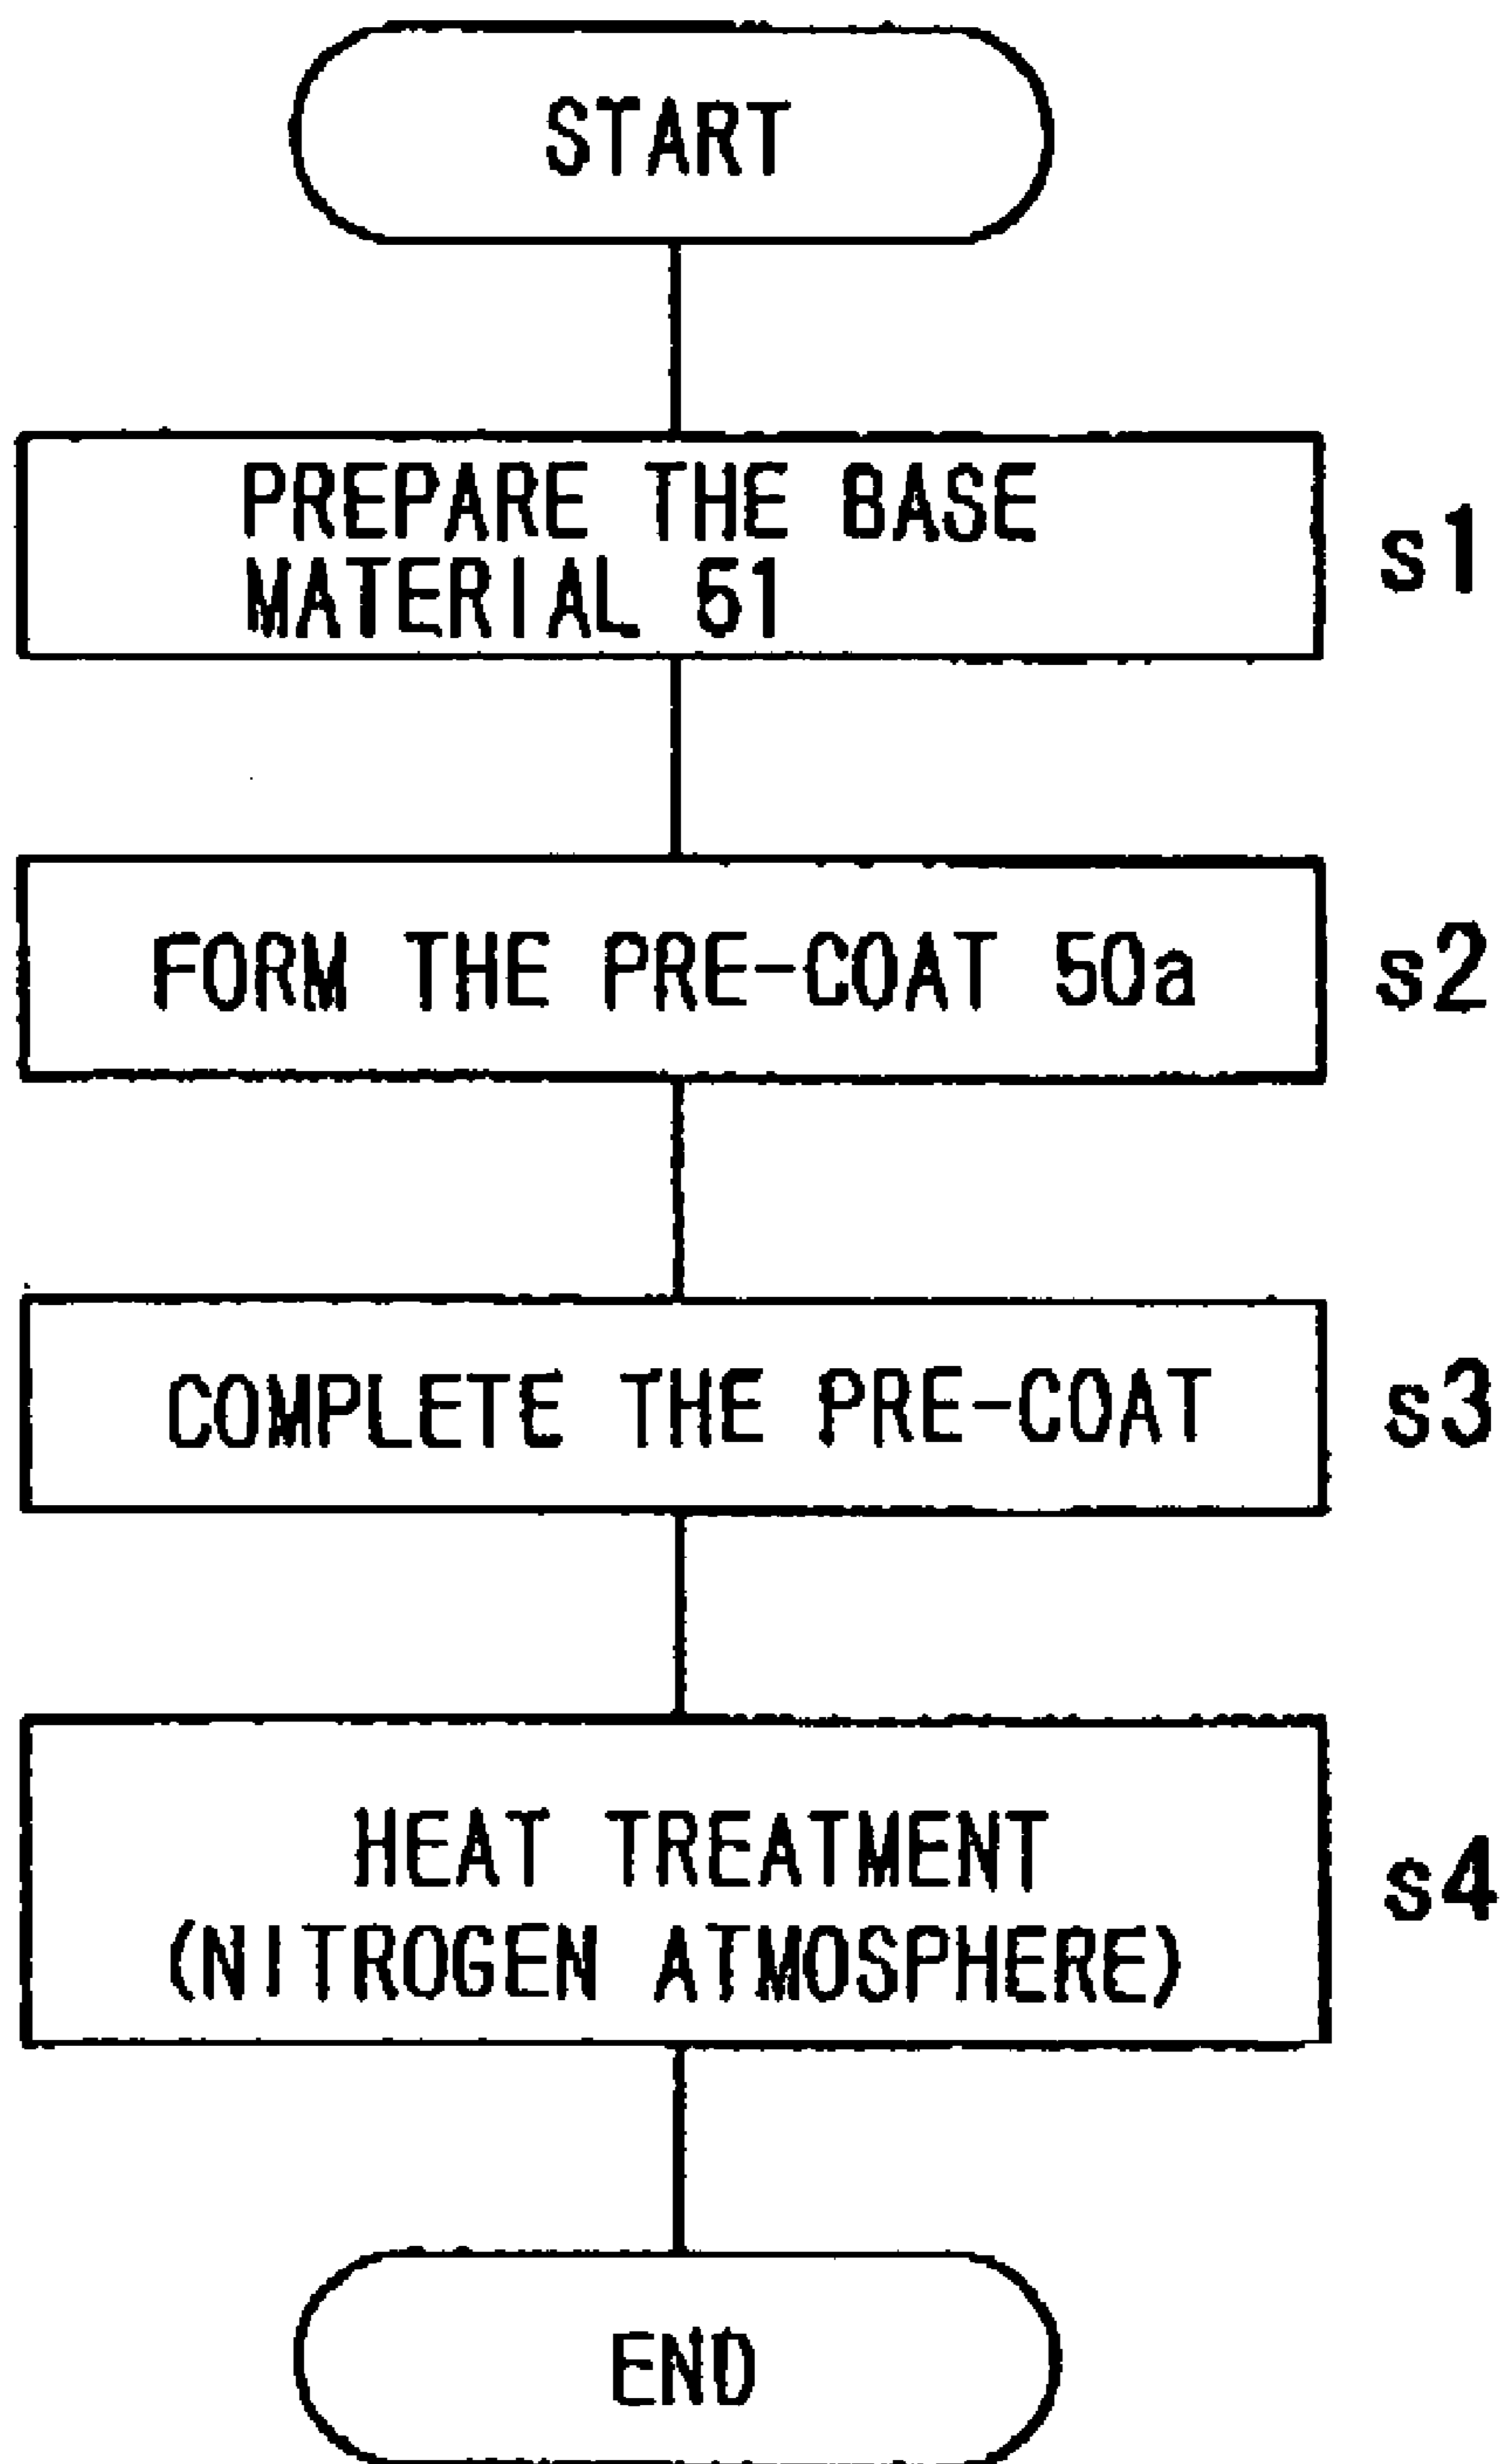 START
PREPARE THE BASE
MATERIAL 51
s1
FORM THE PRE-COAT 50a
s2
COMPLETE THE PRE-COAT
s3
HEAT TREATMENT
(NITROGEN ATMOSPHERE)
s4
END